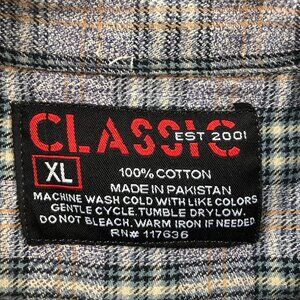 CLASSIC
EST 2001
XL
100% COTTON
MADE IN PAKISTAN
MACHINE WASH COLD WITH LIKE COLORS
GENTLE CYCLE. TUMBLE DRY LOW.
DO NOT BLEACH. WARM IRON IF NEEDED
RN# 117636